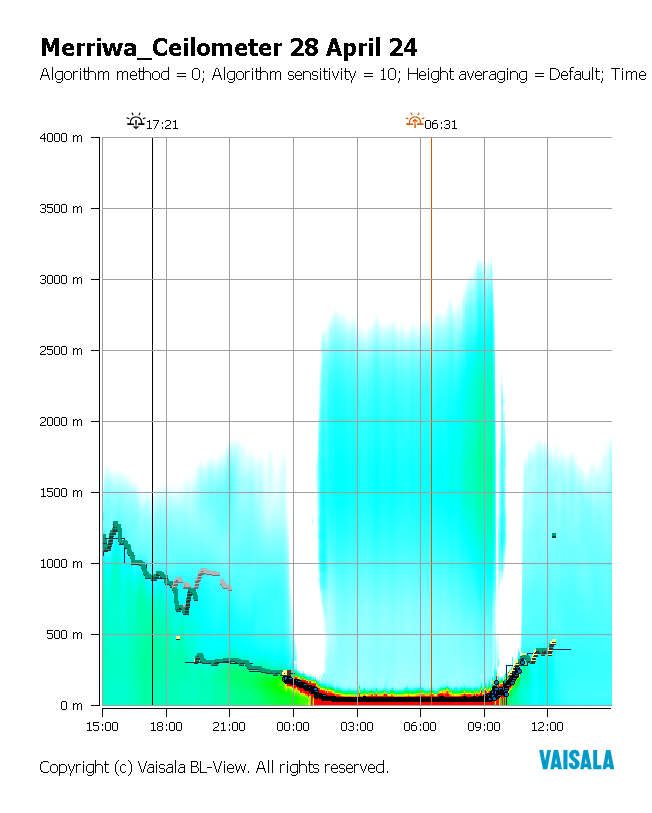 Merriwa_Ceilometer 28 April 24
Algorithm method = 0; Algorithm sensitivity = 10; Height averaging = Default; Time
17:21 06:31
4000 m
3500 m
3000 m
2500 m
2000 m
1500 m
1000 m
500 m
0 m
15:00 18:00 21:00 00:00 03:00 06:00 09:00 12:00
Copyright (c) Vaisala BL-View. All rights reserved.
VAISALA